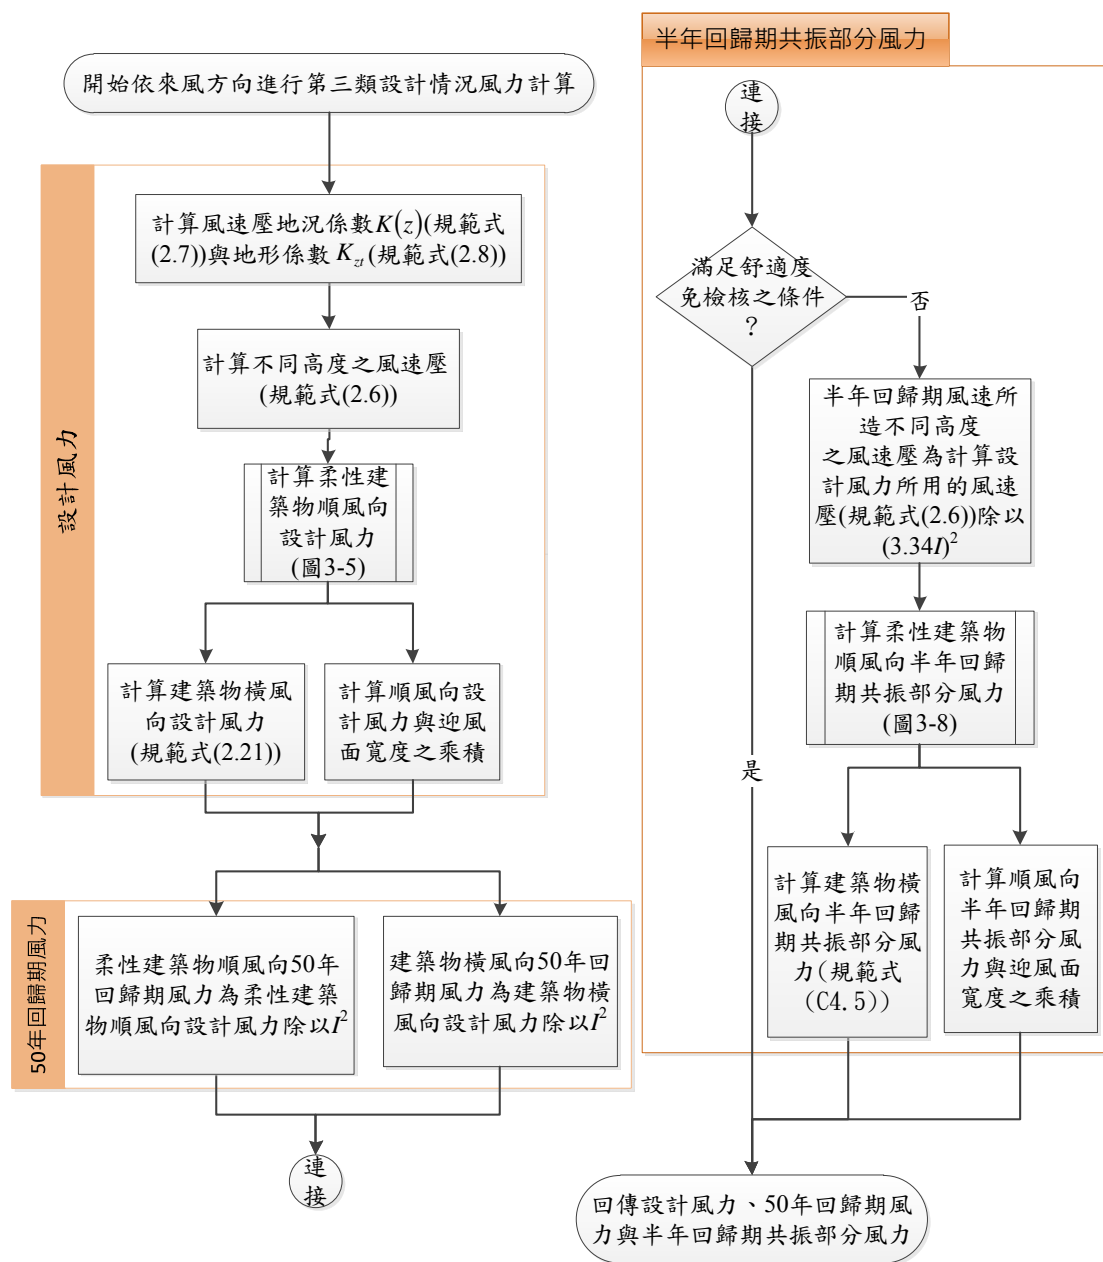 開始依來風方向進行第三類設計情況風力計算
設計風力
計算風速壓地況係數K(z)(規範式
(2.7))與地形係數 Kzt (規範式(2.8))
計算不同高度之風速壓
(規範式(2.6))
計算柔性建
築物順風向
設計風力
(圖3-5)
計算建築物橫風
向設計風力
(規範式(2.21))
計算順風向設
計風力與迎風
面寬度之乘積
50年回歸期風力
柔性建築物順風向50年
回歸期風力為柔性建築
物順風向設計風力除以I²
建築物橫風向50年回
歸期風力為建築物橫
風向設計風力除以I²
連
接
半年回歸期共振部分風力
連
接
滿足舒適度
免檢核之條件
？
否
半年回歸期風速所
造不同高度
之風速壓為計算設
計風力所用的風速
壓(規範式(2.6))除以
(3.34I)²
計算柔性建築物
順風向半年回歸
期共振部分風力
(圖3-8)
是
計算建築物橫
風向半年回歸
期共振部分風
力(規範式
(C4.5))
計算順風向
半年回歸期
共振部分風
力與迎風面
寬度之乘積
回傳設計風力、50年回歸期風
力與半年回歸期共振部分風力